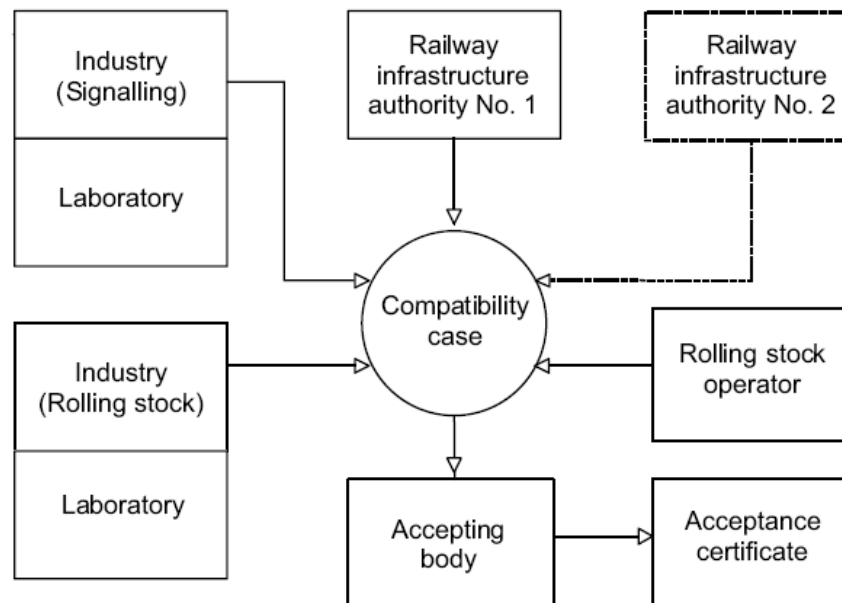 Industry
(Signalling)
Laboratory
Railway
infrastructure
authority No. 1
Railway
infrastructure
authority No. 2
Compatibility
case
Industry
(Rolling stock)
Laboratory
Rolling stock
operator
Accepting
body
Acceptance
certificate